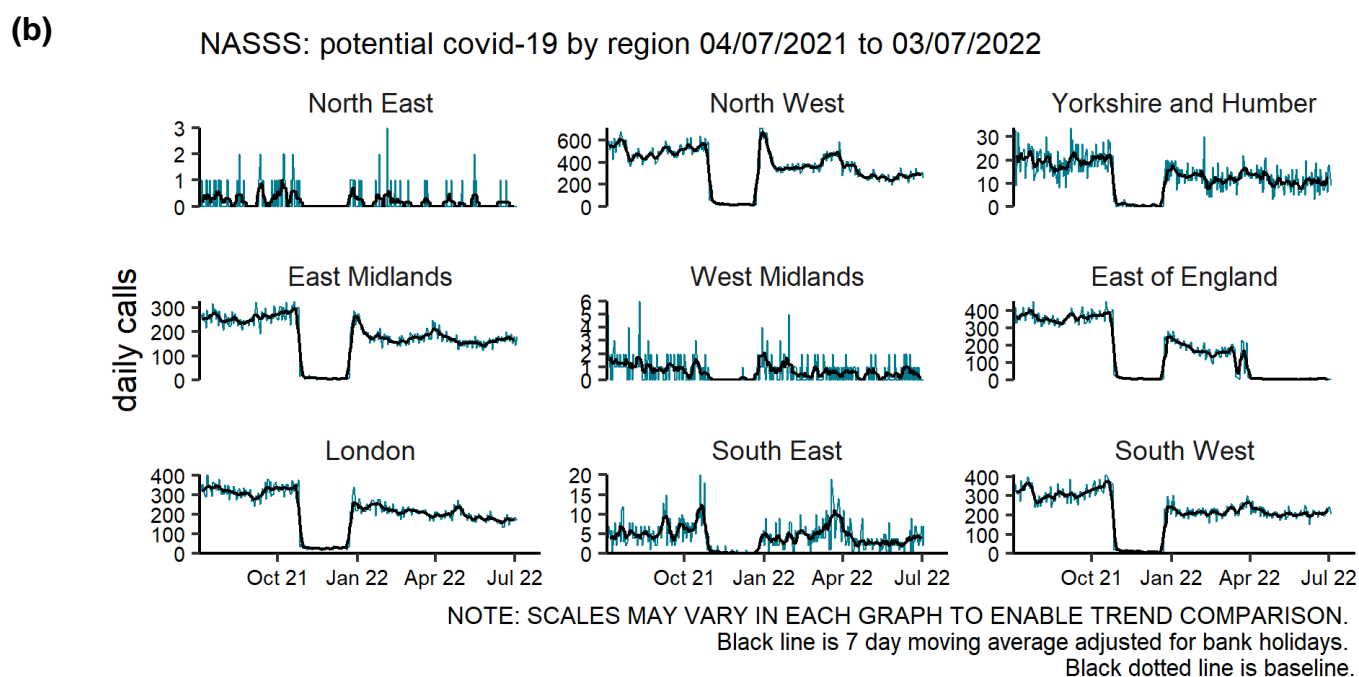 (b)
NASSS: potential covid-19 by region 04/07/2021 to 03/07/2022
North East
North West
Yorkshire and Humber
3
2
1
0
600
400
200
0
30
20
10
0
East Midlands
West Midlands
East of England
daily calls
300
200
100
0
6
5
4
3
2
1
0
400
300
200
100
0
London
South East
South West
400
300
200
100
0
20
15
10
5
0
400
300
200
100
0
Oct 21 Jan 22 Apr 22 Jul 22
Oct 21 Jan 22 Apr 22 Jul 22
Oct 21 Jan 22 Apr 22 Jul 22
NOTE: SCALES MAY VARY IN EACH GRAPH TO ENABLE TREND COMPARISON.
Black line is 7 day moving average adjusted for bank holidays.
Black dotted line is baseline.